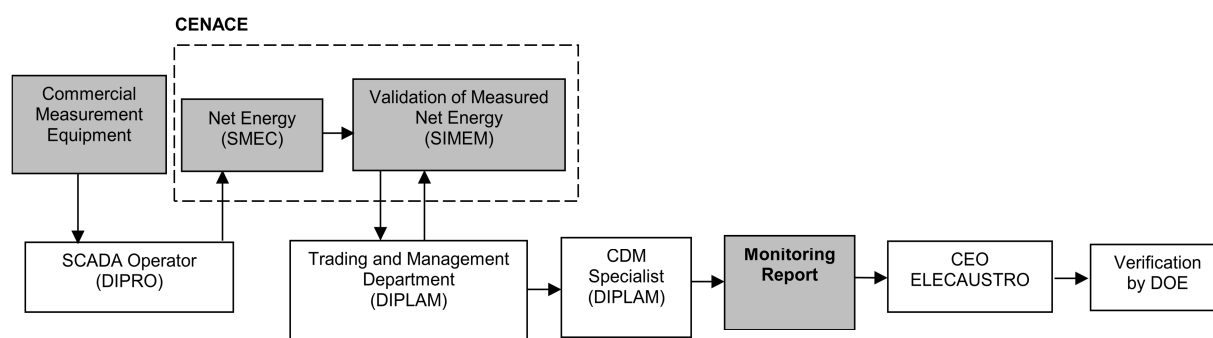 CENACE
Commercial
Measurement
Equipment
Net Energy
(SMEC)
Validation of Measured
Net Energy
(SIMEM)
SCADA Operator
(DIPRO)
Trading and Management
Department
(DIPLAM)
CDM
Specialist
(DIPLAM)
Monitoring
Report
CEO
ELECAUSTRO
Verification
by DOE